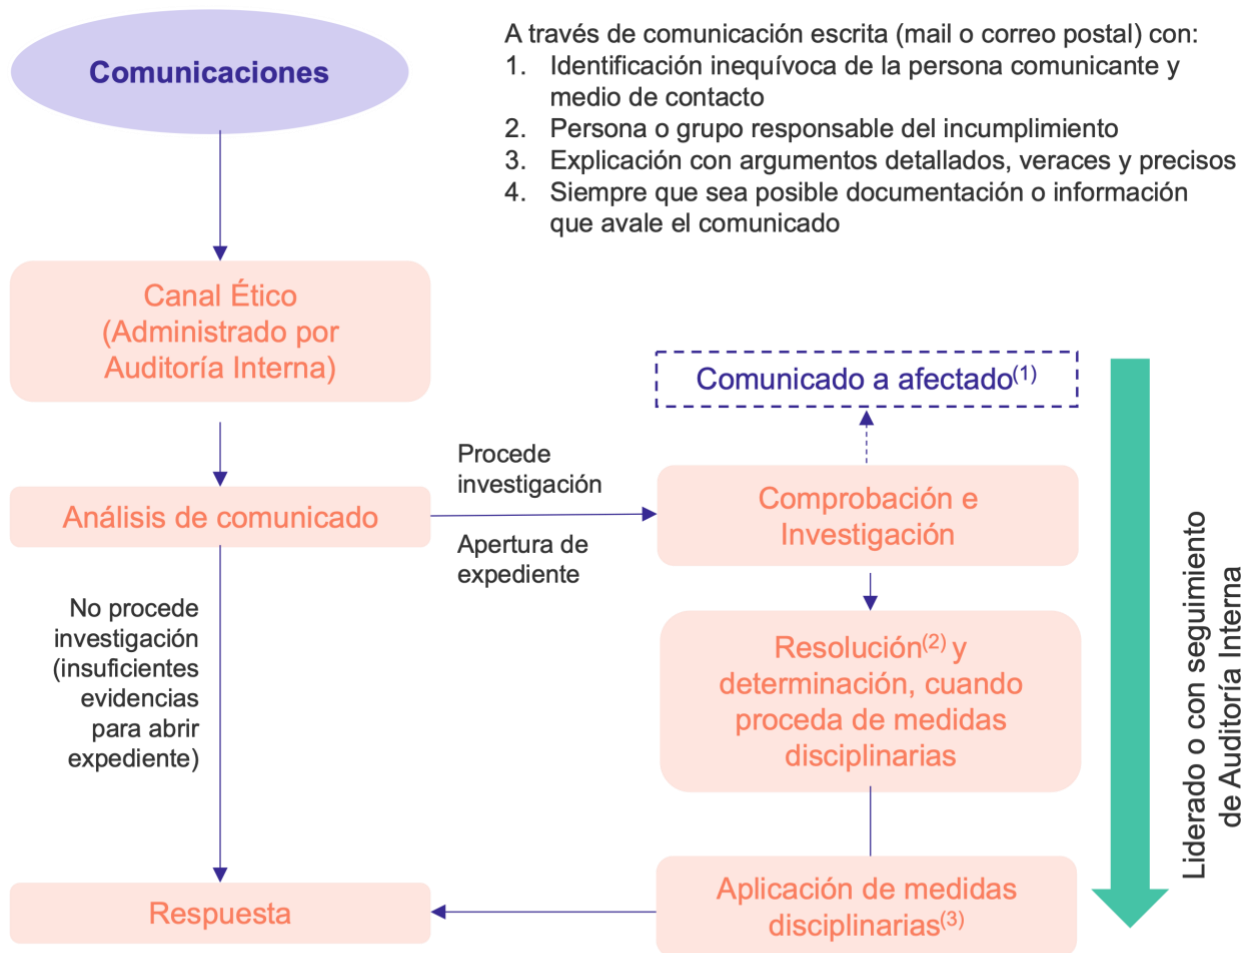 Comunicaciones
A través de comunicación escrita (mail o correo postal) con:
1. Identificación inequívoca de la persona comunicante y
medio de contacto
2. Persona o grupo responsable del incumplimiento
3. Explicación con argumentos detallados, veraces y precisos
4. Siempre que sea posible documentación o información
que avale el comunicado
Canal Ético
(Administrado por
Auditoría Interna)
Comunicado a afectado(1)
Análisis de comunicado
Procede
investigación
Apertura de
expediente
Comprobación e
Investigación
No procede
investigación
(insuficientes
evidencias
para abrir
expediente)
Resolución(2) y
determinación, cuando
proceda de medidas
disciplinarias
Liderado o con seguimiento
de Auditoría Interna
Respuesta
Aplicación de medidas
disciplinarias(3)